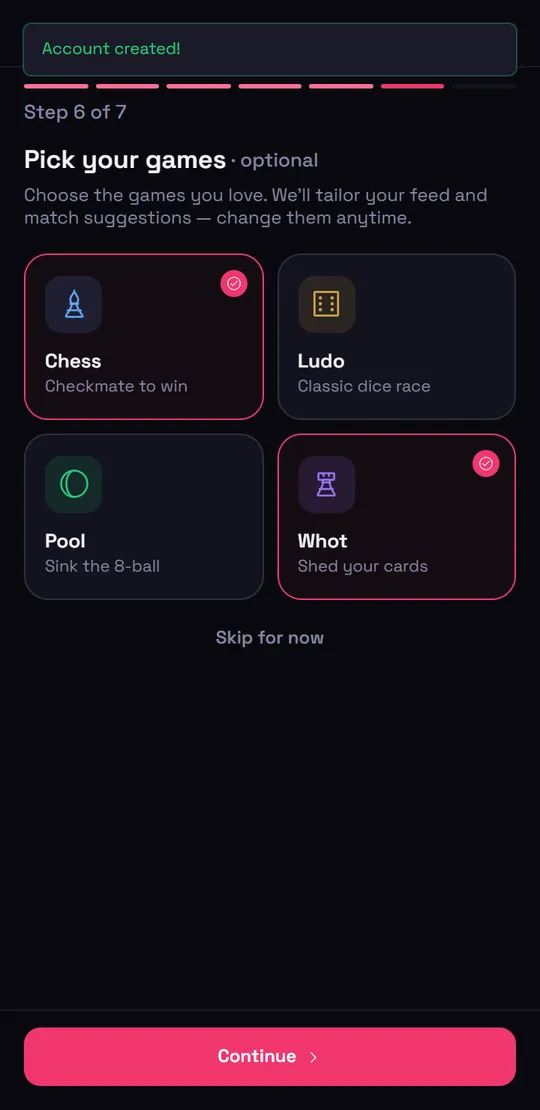 Account created!
Step 6 of 7
Pick your games · optional
Choose the games you love. We'll tailor your feed and
match suggestions — change them anytime.
Chess
Checkmate to win
Ludo
Classic dice race
Pool
Sink the 8-ball
Whot
Shed your cards
Skip for now
Continue